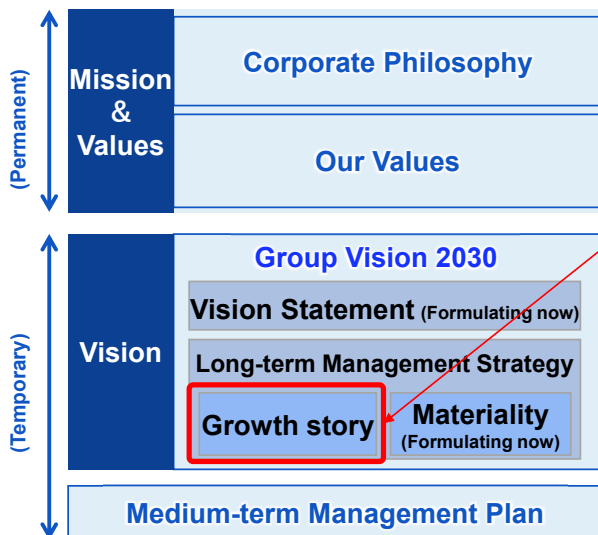 (Permanent)
Mission
&
Values
Corporate Philosophy
Our Values
(Temporary)
Vision
Group Vision 2030
Vision Statement (Formulating now)
Long-term Management Strategy
Growth story
Materiality
(Formulating now)
Medium-term Management Plan